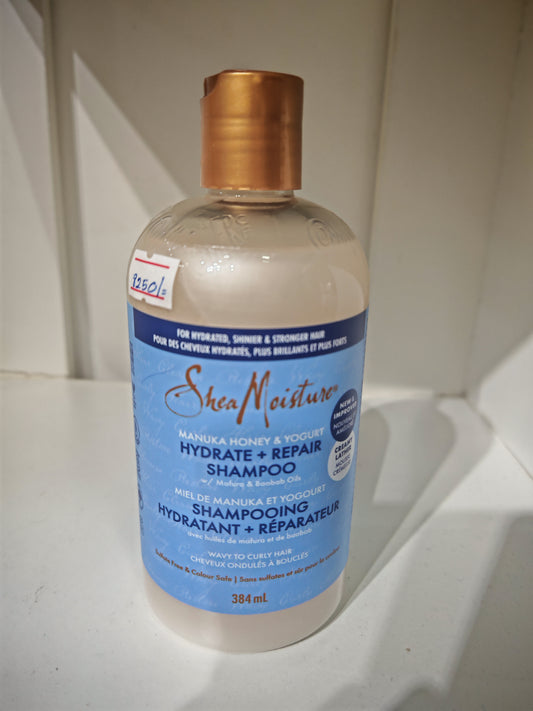 9250/=
FOR HYDRATED, SHINIER & STRONGER HAIR
POUR DES CHEVEUX HYDRATÉS, PLUS BRILLANTS ET PLUS FORTS
SheaMoisture
MANUKA HONEY & YOGURT
HYDRATE + REPAIR
SHAMPOO
w/ Mafura & Baobab Oils
MIEL DE MANUKA ET YOGOURT
SHAMPOOING
HYDRATANT + RÉPARATEUR
avec huiles de mafura et de baobab
WAVY TO CURLY HAIR
CHEVEUX ONDULÉS À BOUCLÉS
Sulfate Free & Colour Safe | Sans sulfates et sûr pour la couleur
384 mL
NEW &
IMPROVED
CREAMY
LATHER